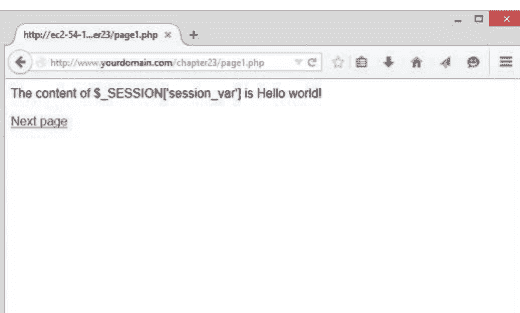 http://ec2-54-1...er23/page1.php × +
http://www.yourdomain.com/chapter23/page1.php
The content of $_SESSION['session_var'] is Hello world!
Next page